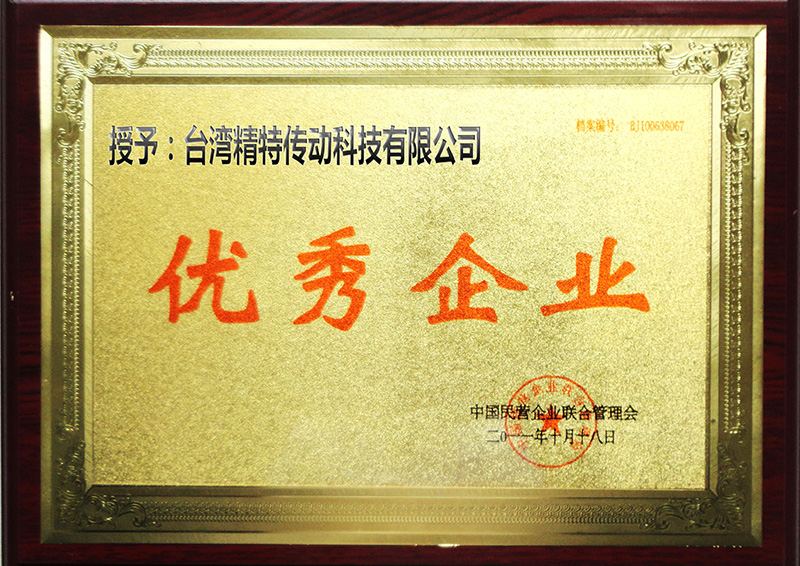 档案编号：BJ100638067
授予：台湾精特传动科技有限公司
优秀企业
中国民营企业联合管理会
二0一一年十月十八日